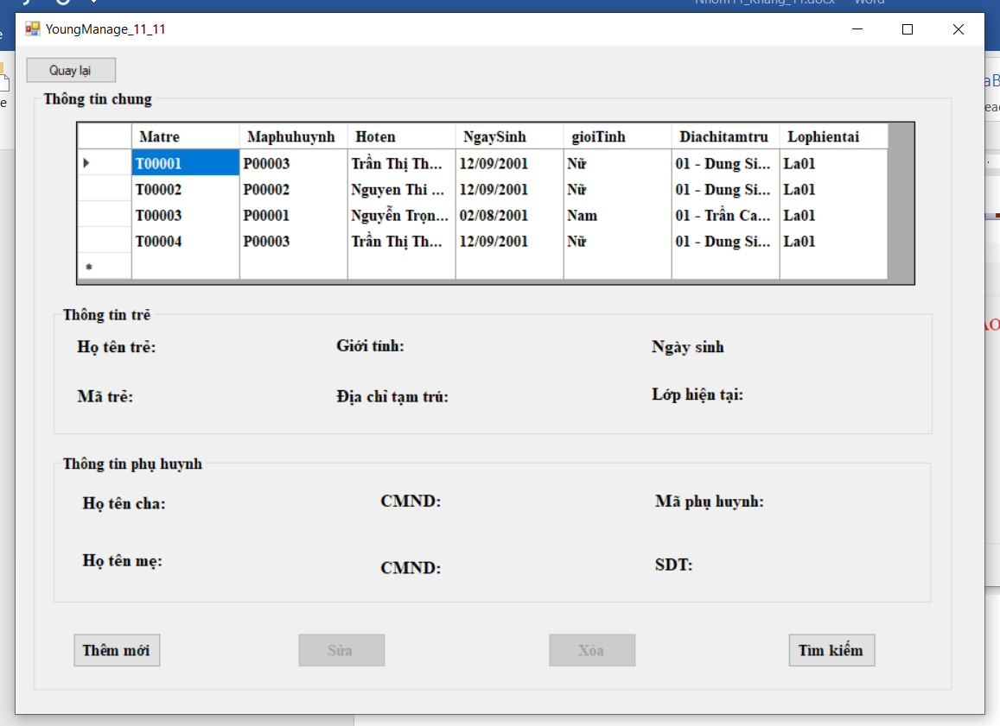 Nhom11_Khang_11.docx - Word
YoungManage_11_11
Quay lại
Thông tin chung
Matre Maphuhuynh Hoten NgaySinh gioiTinh Diachitamtru Lophientai
T00001 P00003 Trần Thị Th... 12/09/2001 Nữ 01 - Dung Si... La01
T00002 P00002 Nguyen Thi ... 12/09/2001 Nữ 01 - Dung Si... La01
T00003 P00001 Nguyễn Trọn... 02/08/2001 Nam 01 - Trần Ca... La01
T00004 P00003 Trần Thị Th... 12/09/2001 Nữ 01 - Dung Si... La01
Thông tin trẻ
Họ tên trẻ: Giới tính: Ngày sinh
Mã trẻ: Địa chỉ tạm trú: Lớp hiện tại:
Thông tin phụ huynh
Họ tên cha: CMND: Mã phụ huynh:
Họ tên mẹ: CMND: SDT:
Thêm mới Sửa Xóa Tìm kiếm